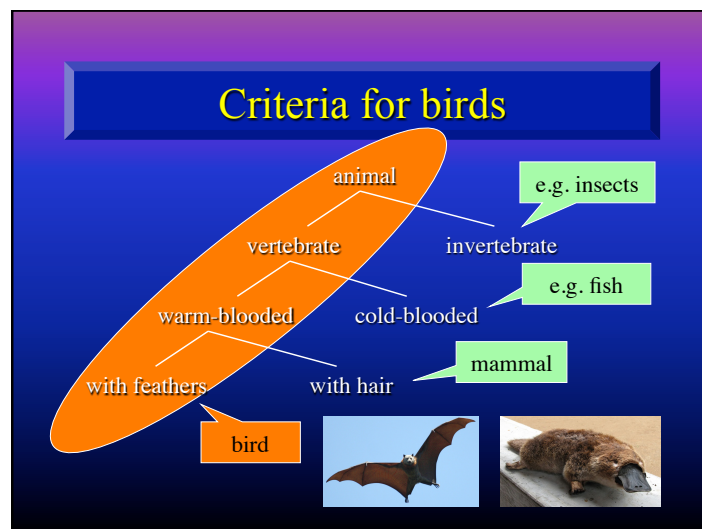 Criteria for birds
animal
e.g. insects
vertebrate
invertebrate
e.g. fish
warm-blooded
cold-blooded
mammal
with feathers
with hair
bird